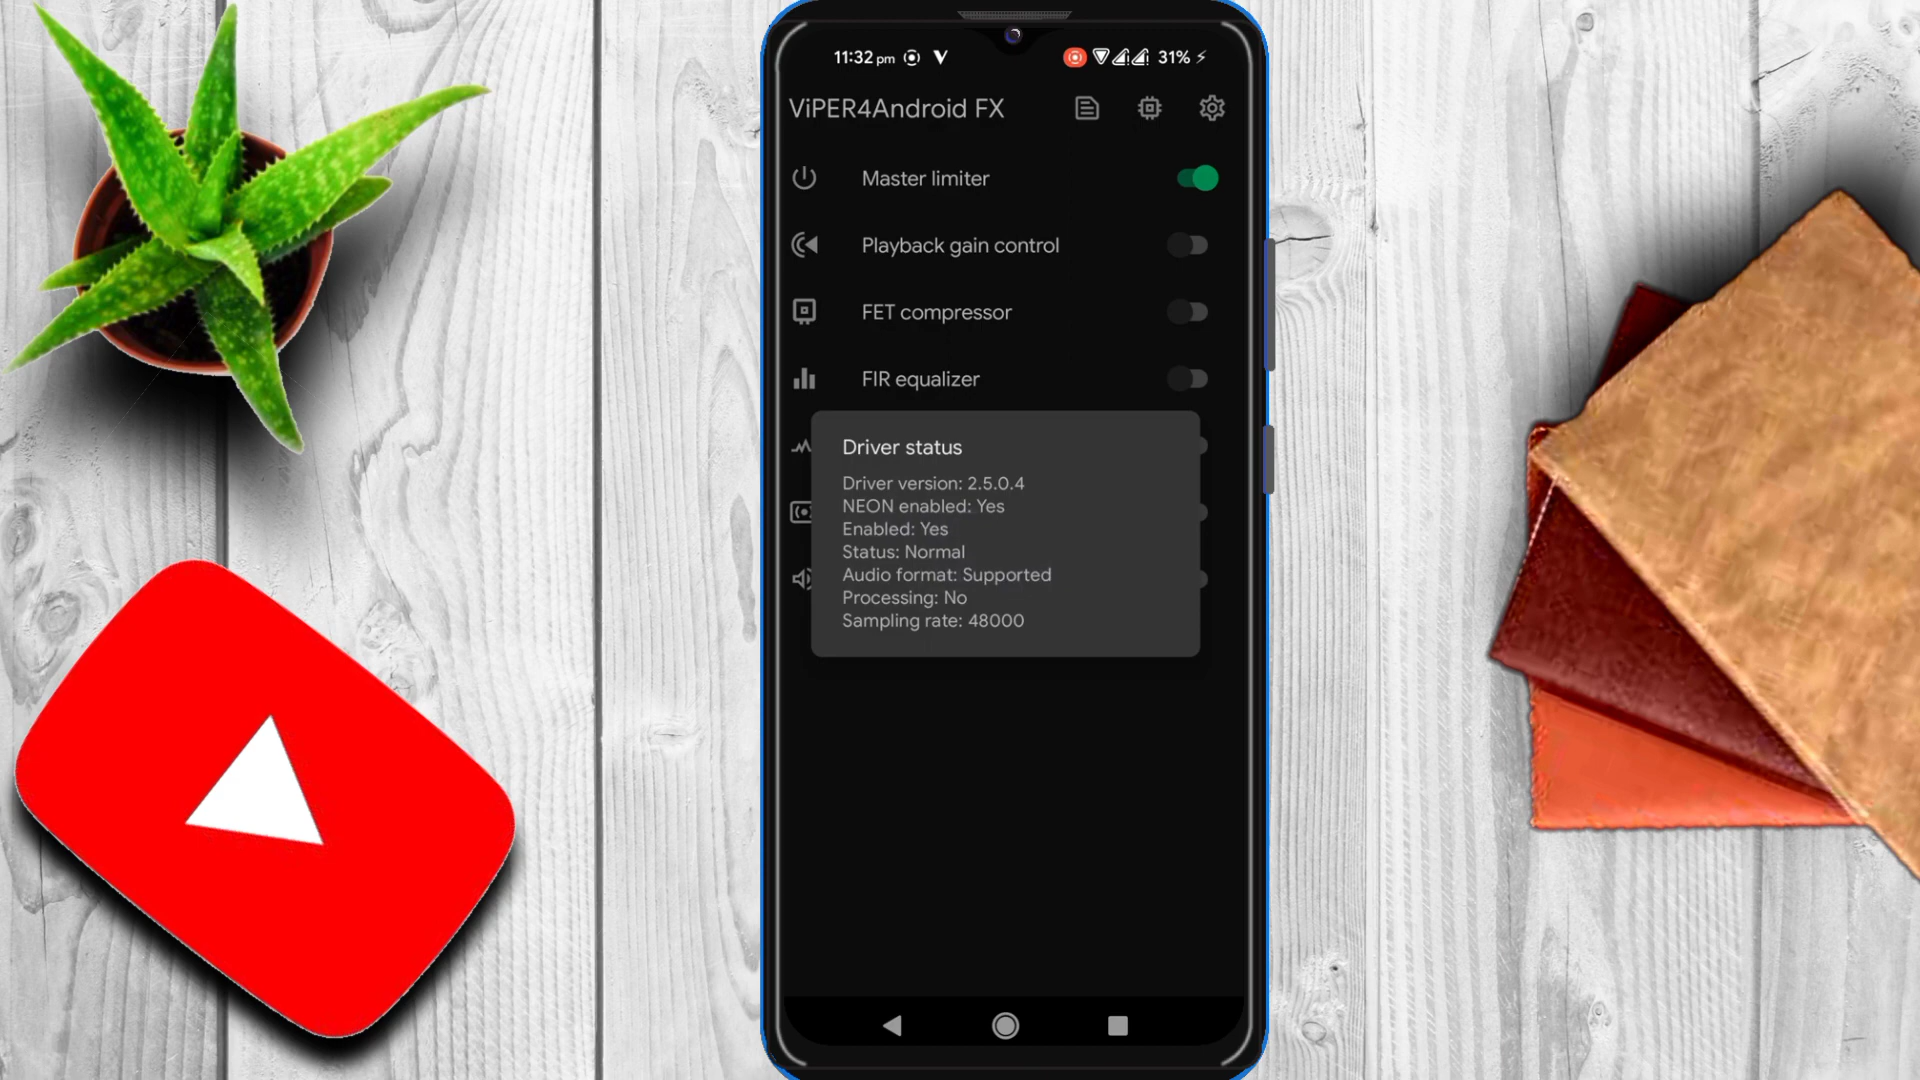 11:32 pm
31%
ViPER4Android FX
Master limiter
Playback gain control
FET compressor
FIR equalizer
Driver status
Driver version: 2.5.0.4
NEON enabled: Yes
Enabled: Yes
Status: Normal
Audio format: Supported
Processing: No
Sampling rate: 48000